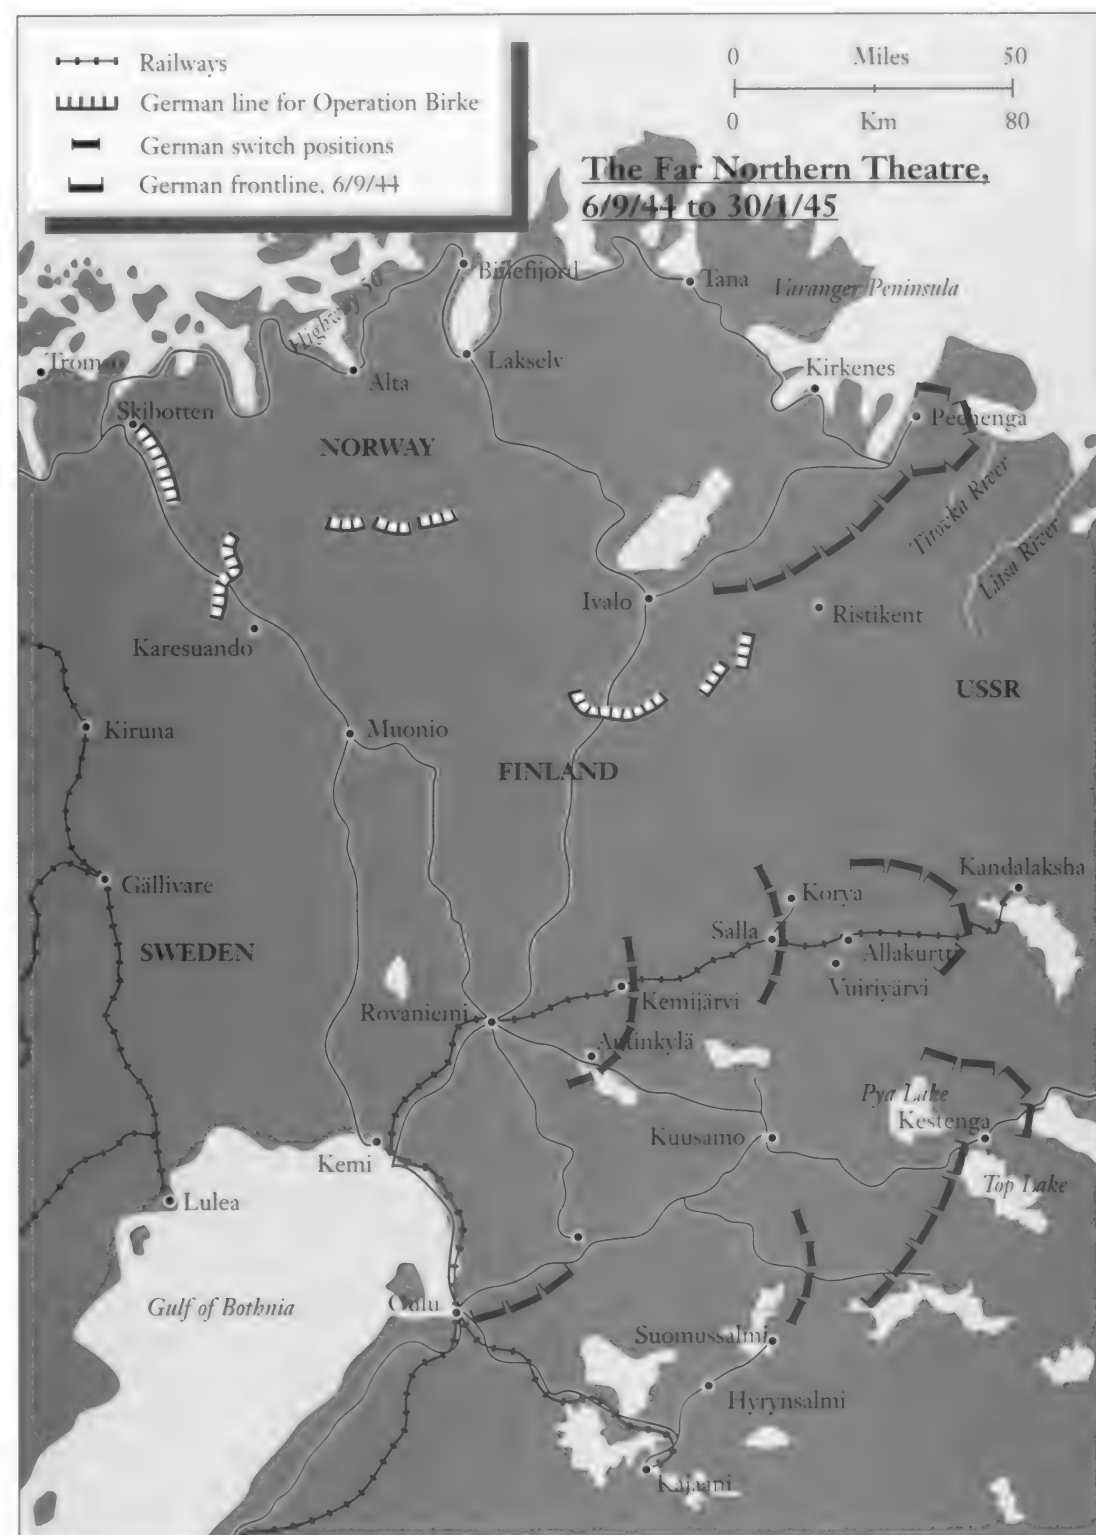 Railways
German line for Operation Birke
German switch positions
German frontline, 6/9/44
0 Miles 50
0 Km 80
The Far Northern Theatre,
6/9/44 to 30/1/45
Billefjord
Tana
Varanger Peninsula
Highway 50
Tromso
Lakselv
Alta
Kirkenes
Skibotten
Pechenga
NORWAY
Titovka River
Litsa River
Ivalo
Ristikent
Karesuando
USSR
Kiruna
Muonio
FINLAND
Gällivare
Kandalaksha
Korya
Salla
SWEDEN
Allakurtti
Vuiriyärvi
Kemijärvi
Rovaniemi
Autinkylä
Pya Lake
Kestenga
Kuusamo
Kemi
Top Lake
Lulea
Gulf of Bothnia
Oulu
Suomussalmi
Hyrynsalmi
Kajaani